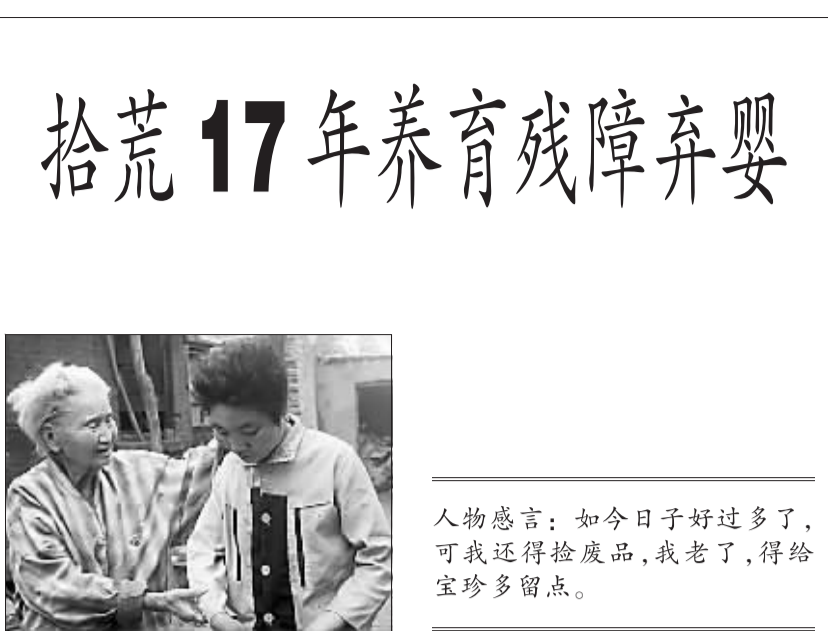 拾荒 17 年养育残障弃婴
人物感言：如今日子好过多了，
可我还得捡废品，我老了，得给
宝珍多留点。